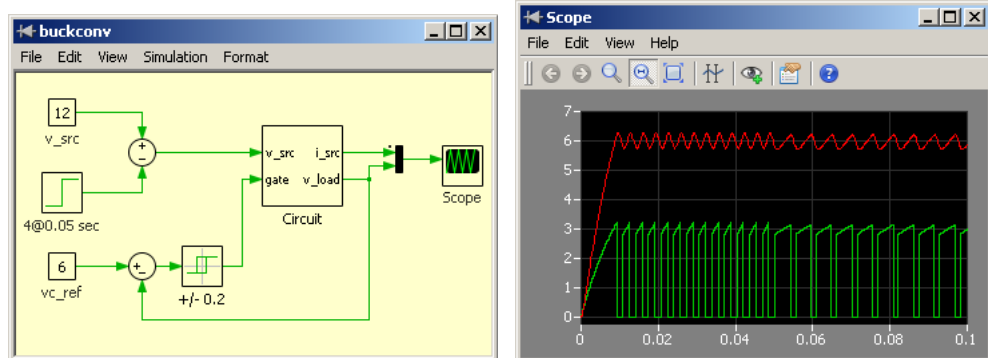 buckconv
File Edit View Simulation Format
12
v_src
+
−
4@0.05 sec
v_src i_src
gate v_load
Circuit
Scope
6
vc_ref
+
−
+/- 0.2
Scope
File Edit View Help
7
6
5
4
3
2
1
0
0 0.02 0.04 0.06 0.08 0.1